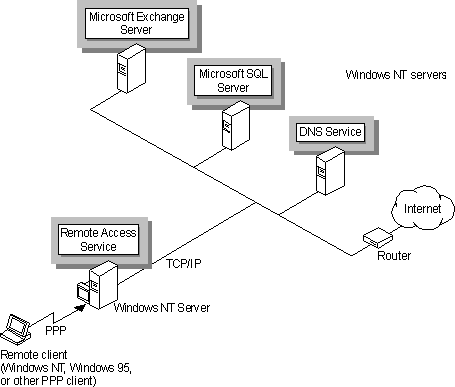 Microsoft Exchange
Server
Microsoft SQL
Server
Windows NT servers
DNS Service
Internet
Router
Remote Access
Service
TCP/IP
Windows NT Server
PPP
Remote client
(Windows NT, Windows 95,
or other PPP client)